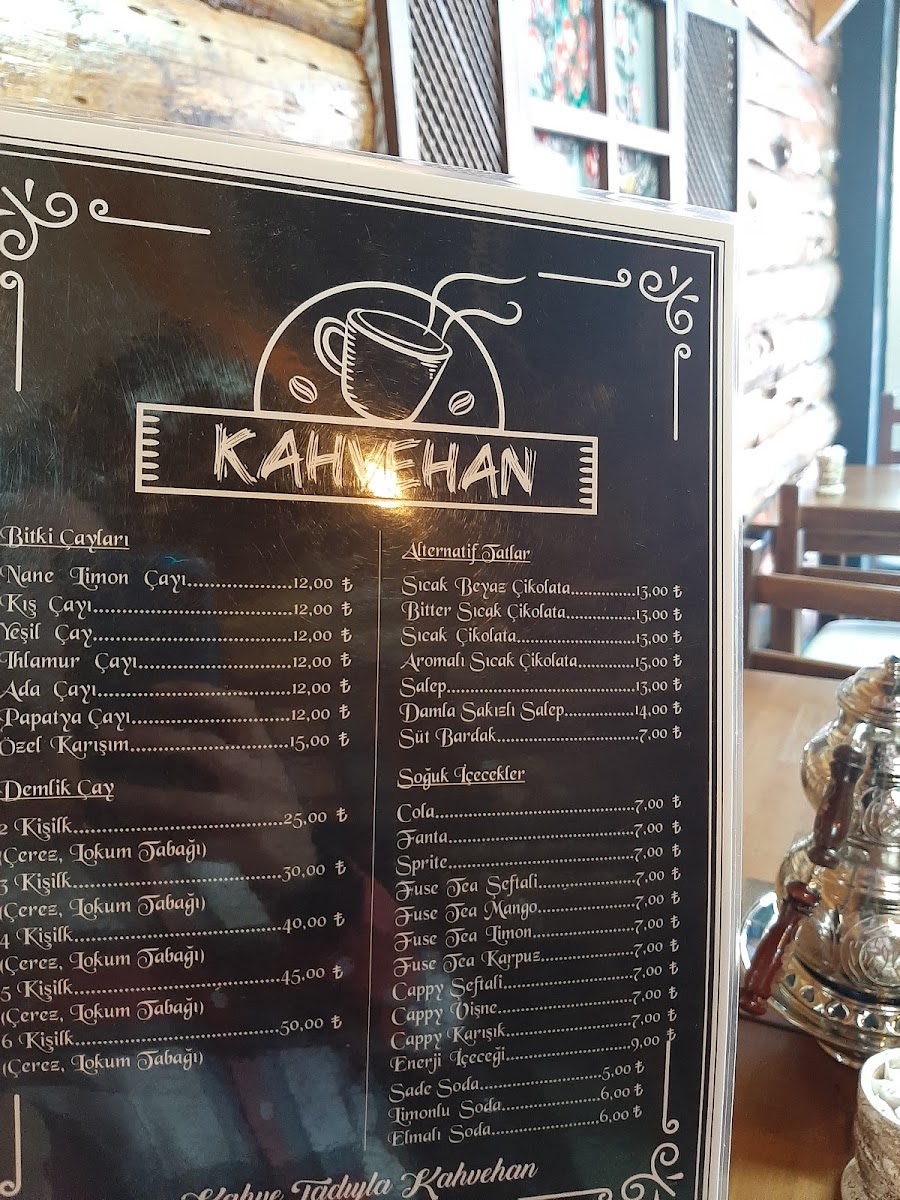 KAHVEHAN
Bitki Çayları
Nane Limon Çayı......................12,00 ₺
Kış Çayı..........................................12,00 ₺
Yeşil Çay..........................................12,00 ₺
Ihlamur Çayı................................12,00 ₺
Ada Çayı........................................12,00 ₺
Papatya Çayı.................................12,00 ₺
Özel Karışım.................................15,00 ₺
Demlik Çay
2 Kişilk............................................25,00 ₺
(Çerez, Lokum Tabağı)
3 Kişilk............................................30,00 ₺
(Çerez, Lokum Tabağı)
4 Kişilk............................................40,00 ₺
(Çerez, Lokum Tabağı)
5 Kişilk............................................45,00 ₺
(Çerez, Lokum Tabağı)
6 Kişilk............................................50,00 ₺
(Çerez, Lokum Tabağı)
Alternatif Tatlar
Sıcak Beyaz Çikolata...............13,00 ₺
Bitter Sıcak Çikolata................13,00 ₺
Sıcak Çikolata...........................13,00 ₺
Aromalı Sıcak Çikolata.............15,00 ₺
Salep............................................13,00 ₺
Damla Sakızlı Salep................14,00 ₺
Süt Bardak.................................7,00 ₺
Soğuk İçecekler
Cola..............................................7,00 ₺
Fanta............................................7,00 ₺
Sprite............................................7,00 ₺
Fuse Tea Şeftali......................7,00 ₺
Fuse Tea Mango......................7,00 ₺
Fuse Tea Limon.......................7,00 ₺
Fuse Tea Karpuz.....................7,00 ₺
Cappy Şeftali.............................7,00 ₺
Cappy Vişne...............................7,00 ₺
Cappy Karışık.............................7,00 ₺
Enerji İçeceği..............................9,00 ₺
Sade Soda............................5,00 ₺
Limonlu Soda.......................6,00 ₺
Elmalı Soda..........................6,00 ₺
Kahve Tadıyla Kahvehan